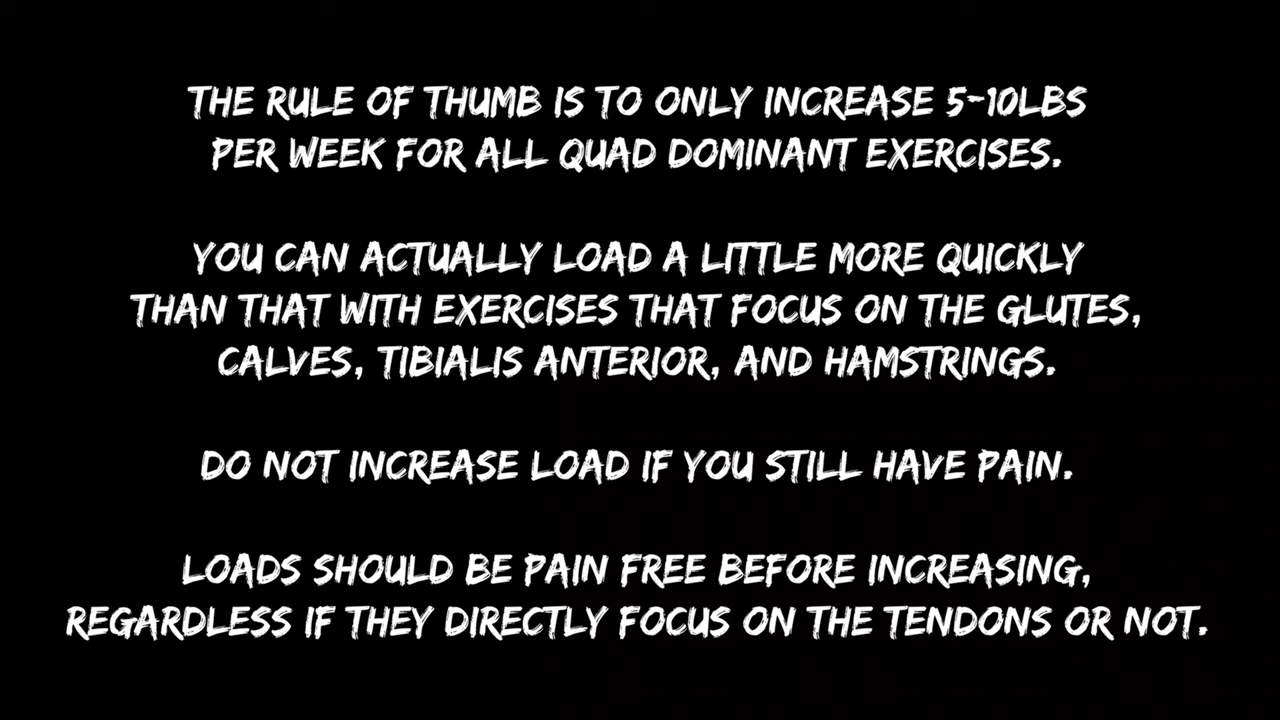 THE RULE OF THUMB IS TO ONLY INCREASE 5-10LBS
PER WEEK FOR ALL QUAD DOMINANT EXERCISES.
YOU CAN ACTUALLY LOAD A LITTLE MORE QUICKLY
THAN THAT WITH EXERCISES THAT FOCUS ON THE GLUTES,
CALVES, TIBIALIS ANTERIOR, AND HAMSTRINGS.
DO NOT INCREASE LOAD IF YOU STILL HAVE PAIN.
LOADS SHOULD BE PAIN FREE BEFORE INCREASING,
REGARDLESS IF THEY DIRECTLY FOCUS ON THE TENDONS OR NOT.